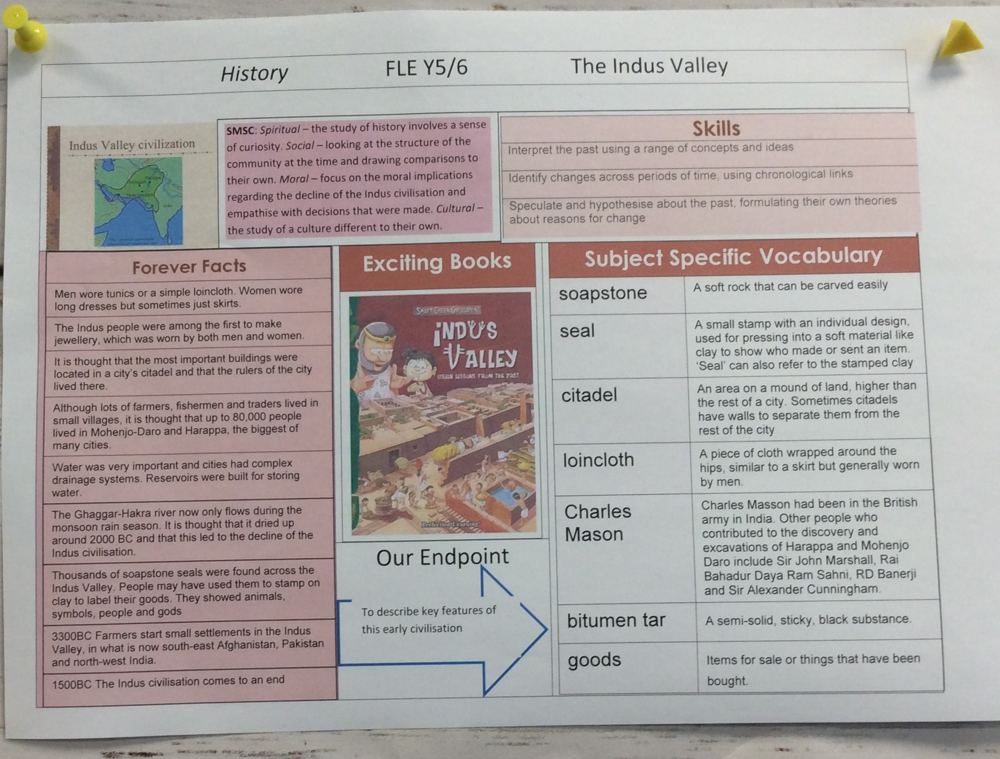 History FLE Y5/6 The Indus Valley
Indus Valley civilization
India
SMSC: Spiritual – the study of history involves a sense
of curiosity. Social – looking at the structure of the
community at the time and drawing comparisons to
their own. Moral – focus on the moral implications
regarding the decline of the Indus civilisation and
empathise with decisions that were made. Cultural –
the study of a culture different to their own.
Skills
Interpret the past using a range of concepts and ideas
Identify changes across periods of time, using chronological links
Speculate and hypothesise about the past, formulating their own theories
about reasons for change
Forever Facts
Men wore tunics or a simple loincloth. Women wore
long dresses but sometimes just skirts.
The Indus people were among the first to make
jewellery, which was worn by both men and women.
It is thought that the most important buildings were
located in a city's citadel and that the rulers of the city
lived there.
Although lots of farmers, fishermen and traders lived in
small villages, it is thought that up to 80,000 people
lived in Mohenjo-Daro and Harappa, the biggest of
many cities.
Water was very important and cities had complex
drainage systems. Reservoirs were built for storing
water.
The Ghaggar-Hakra river now only flows during the
monsoon rain season. It is thought that it dried up
around 2000 BC and that this led to the decline of the
Indus civilisation.
Thousands of soapstone seals were found across the
Indus Valley. People may have used them to stamp on
clay to label their goods. They showed animals,
symbols, people and gods
3300BC Farmers start small settlements in the Indus
Valley, in what is now south-east Afghanistan, Pakistan
and north-west India.
1500BC The Indus civilisation comes to an end
Exciting Books
SMART GREEN CIVILIZATIONS
INDUS
VALLEY
GREEN LESSONS FROM THE PAST
Perfection Learning
Our Endpoint
To describe key features of
this early civilisation
Subject Specific Vocabulary
soapstone
A soft rock that can be carved easily
seal
A small stamp with an individual design,
used for pressing into a soft material like
clay to show who made or sent an item.
'Seal' can also refer to the stamped clay
citadel
An area on a mound of land, higher than
the rest of a city. Sometimes citadels
have walls to separate them from the
rest of the city
loincloth
A piece of cloth wrapped around the
hips, similar to a skirt but generally worn
by men.
Charles
Mason
Charles Masson had been in the British
army in India. Other people who
contributed to the discovery and
excavations of Harappa and Mohenjo
Daro include Sir John Marshall, Rai
Bahadur Daya Ram Sahni, RD Banerji
and Sir Alexander Cunningham.
bitumen tar
A semi-solid, sticky, black substance.
goods
Items for sale or things that have been
bought.